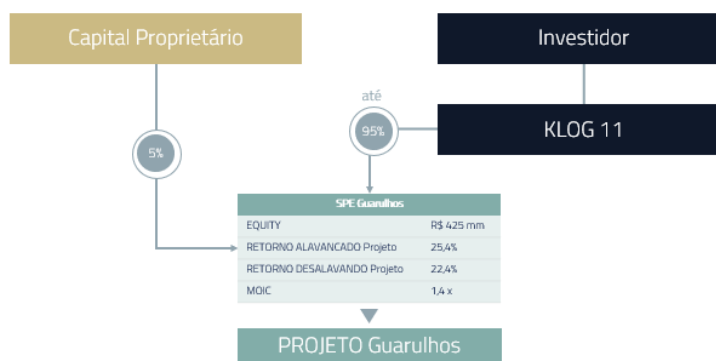 Capital Proprietário
Investidor
até
95%
KLOG 11
5%
SPE Guarulhos
EQUITY R$ 425 mm
RETORNO ALAVANCADO Projeto 25,4%
RETORNO DESALAVANDO Projeto 22,4%
MOIC 1,4 x
PROJETO Guarulhos